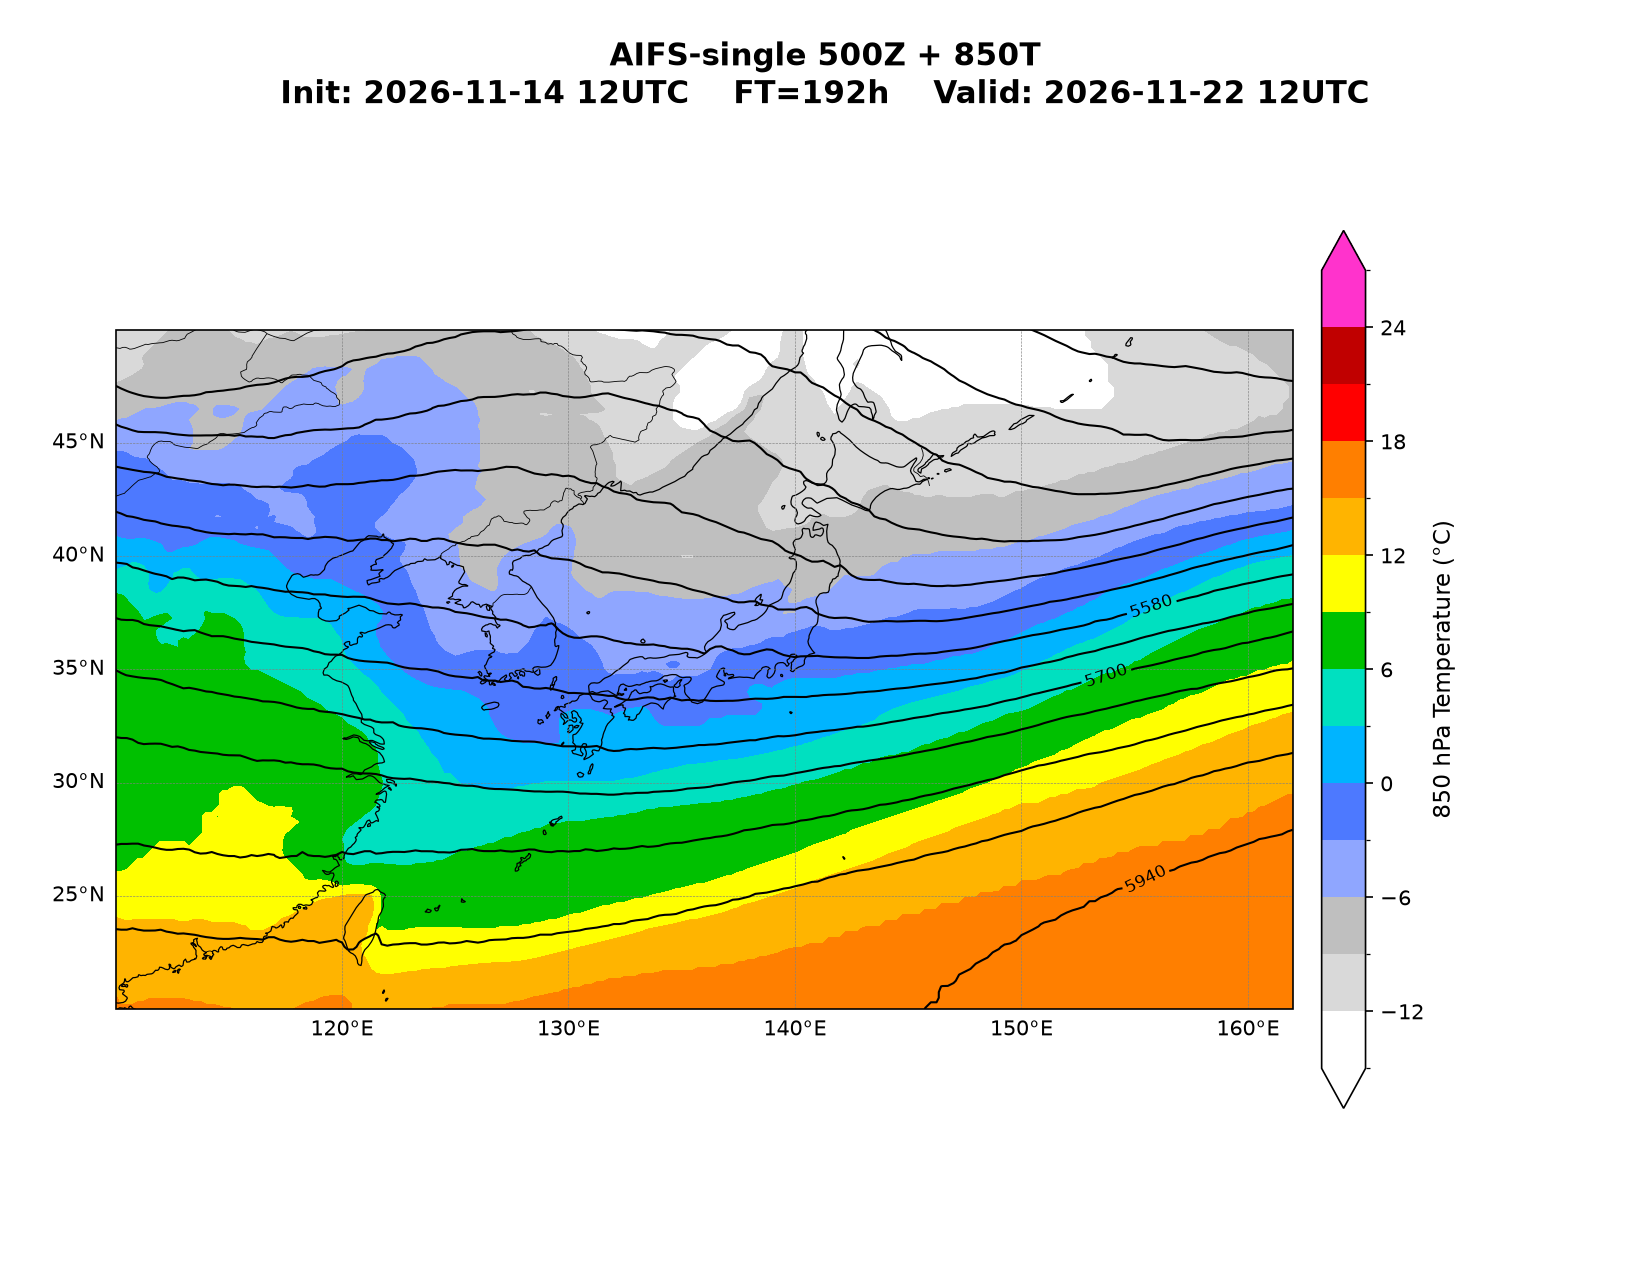 AIFS-single 500Z + 850T
Init: 2026-11-14 12UTC    FT=192h    Valid: 2026-11-22 12UTC
45°N
40°N
35°N
30°N
25°N
120°E
130°E
140°E
150°E
160°E
5580
5700
5940
24
18
12
6
0
−6
−12
850 hPa Temperature (°C)